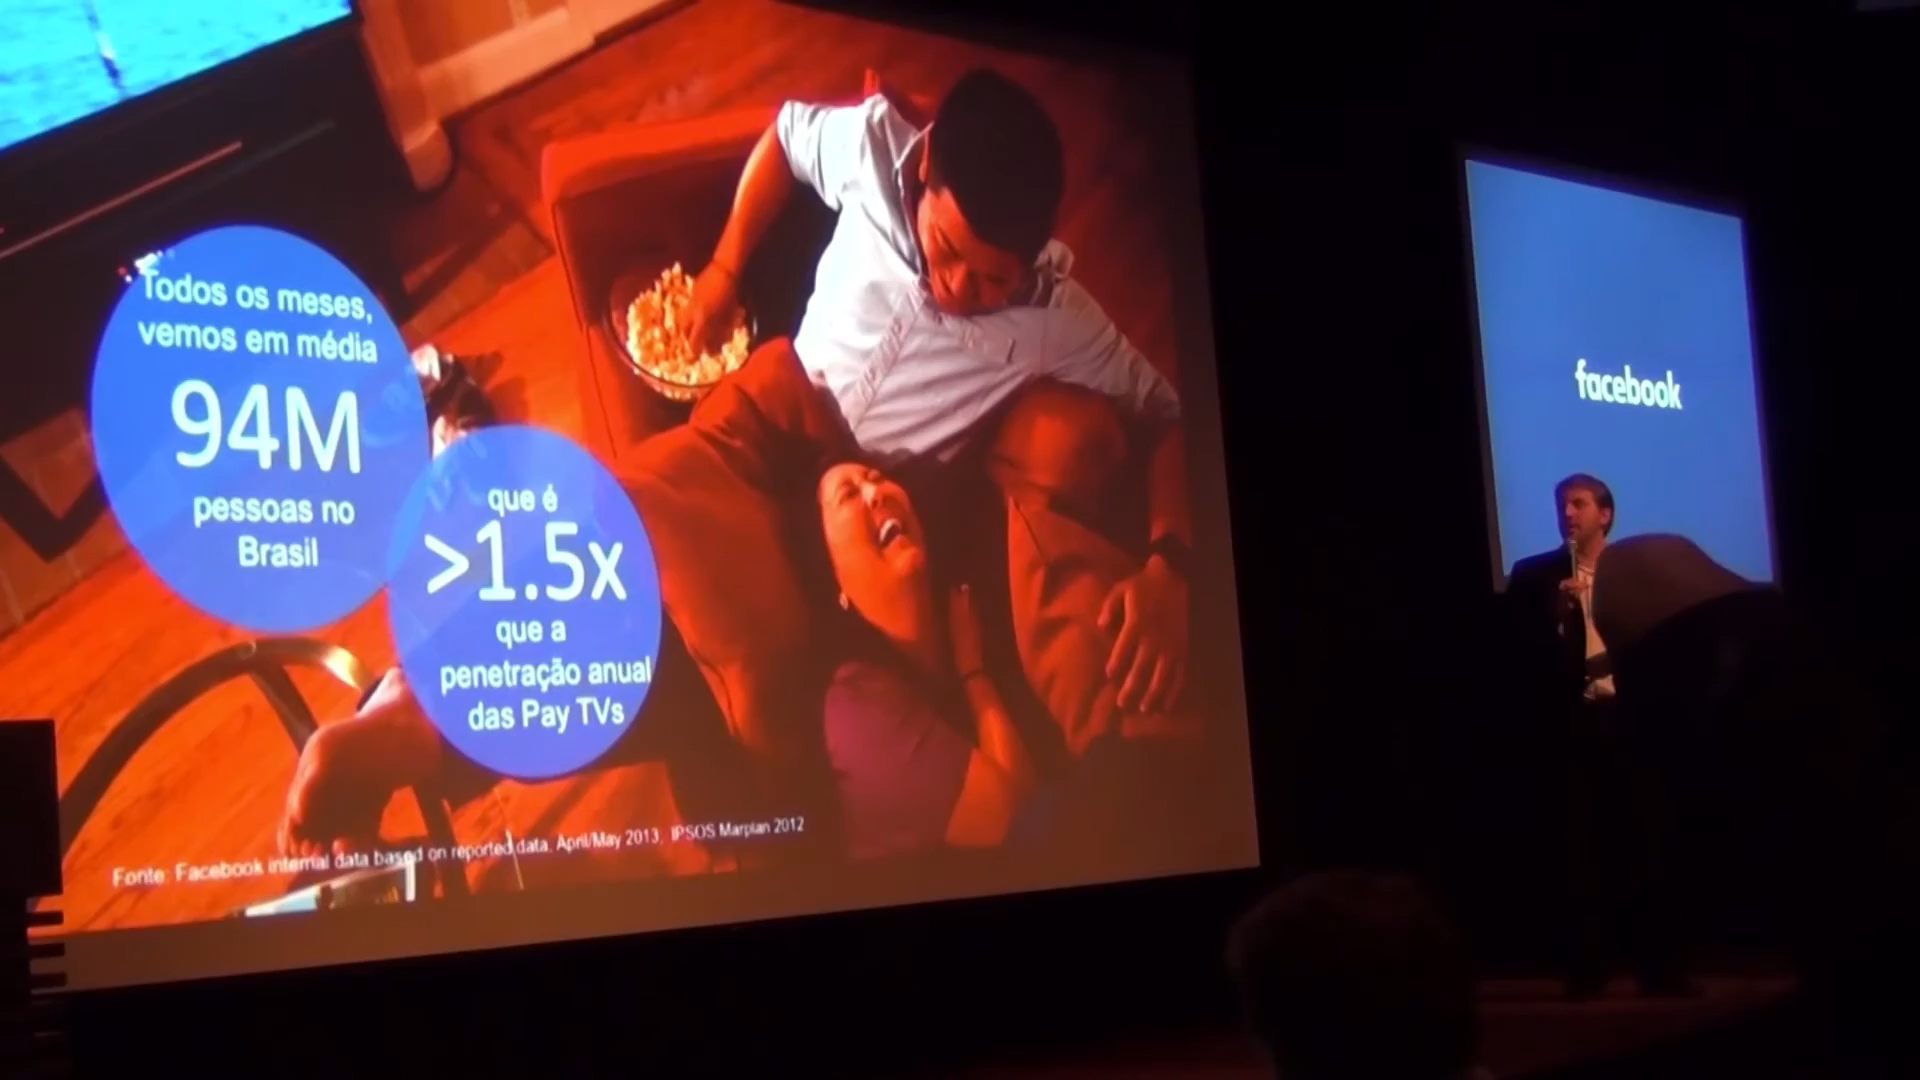 Todos os meses,
vemos em média
94M
pessoas no
Brasil
que é
>1.5x
que a
penetração anual
das Pay TVs
Fonte: Facebook internal data based on reported data, April/May 2013, IPSOS Marplan 2012
facebook